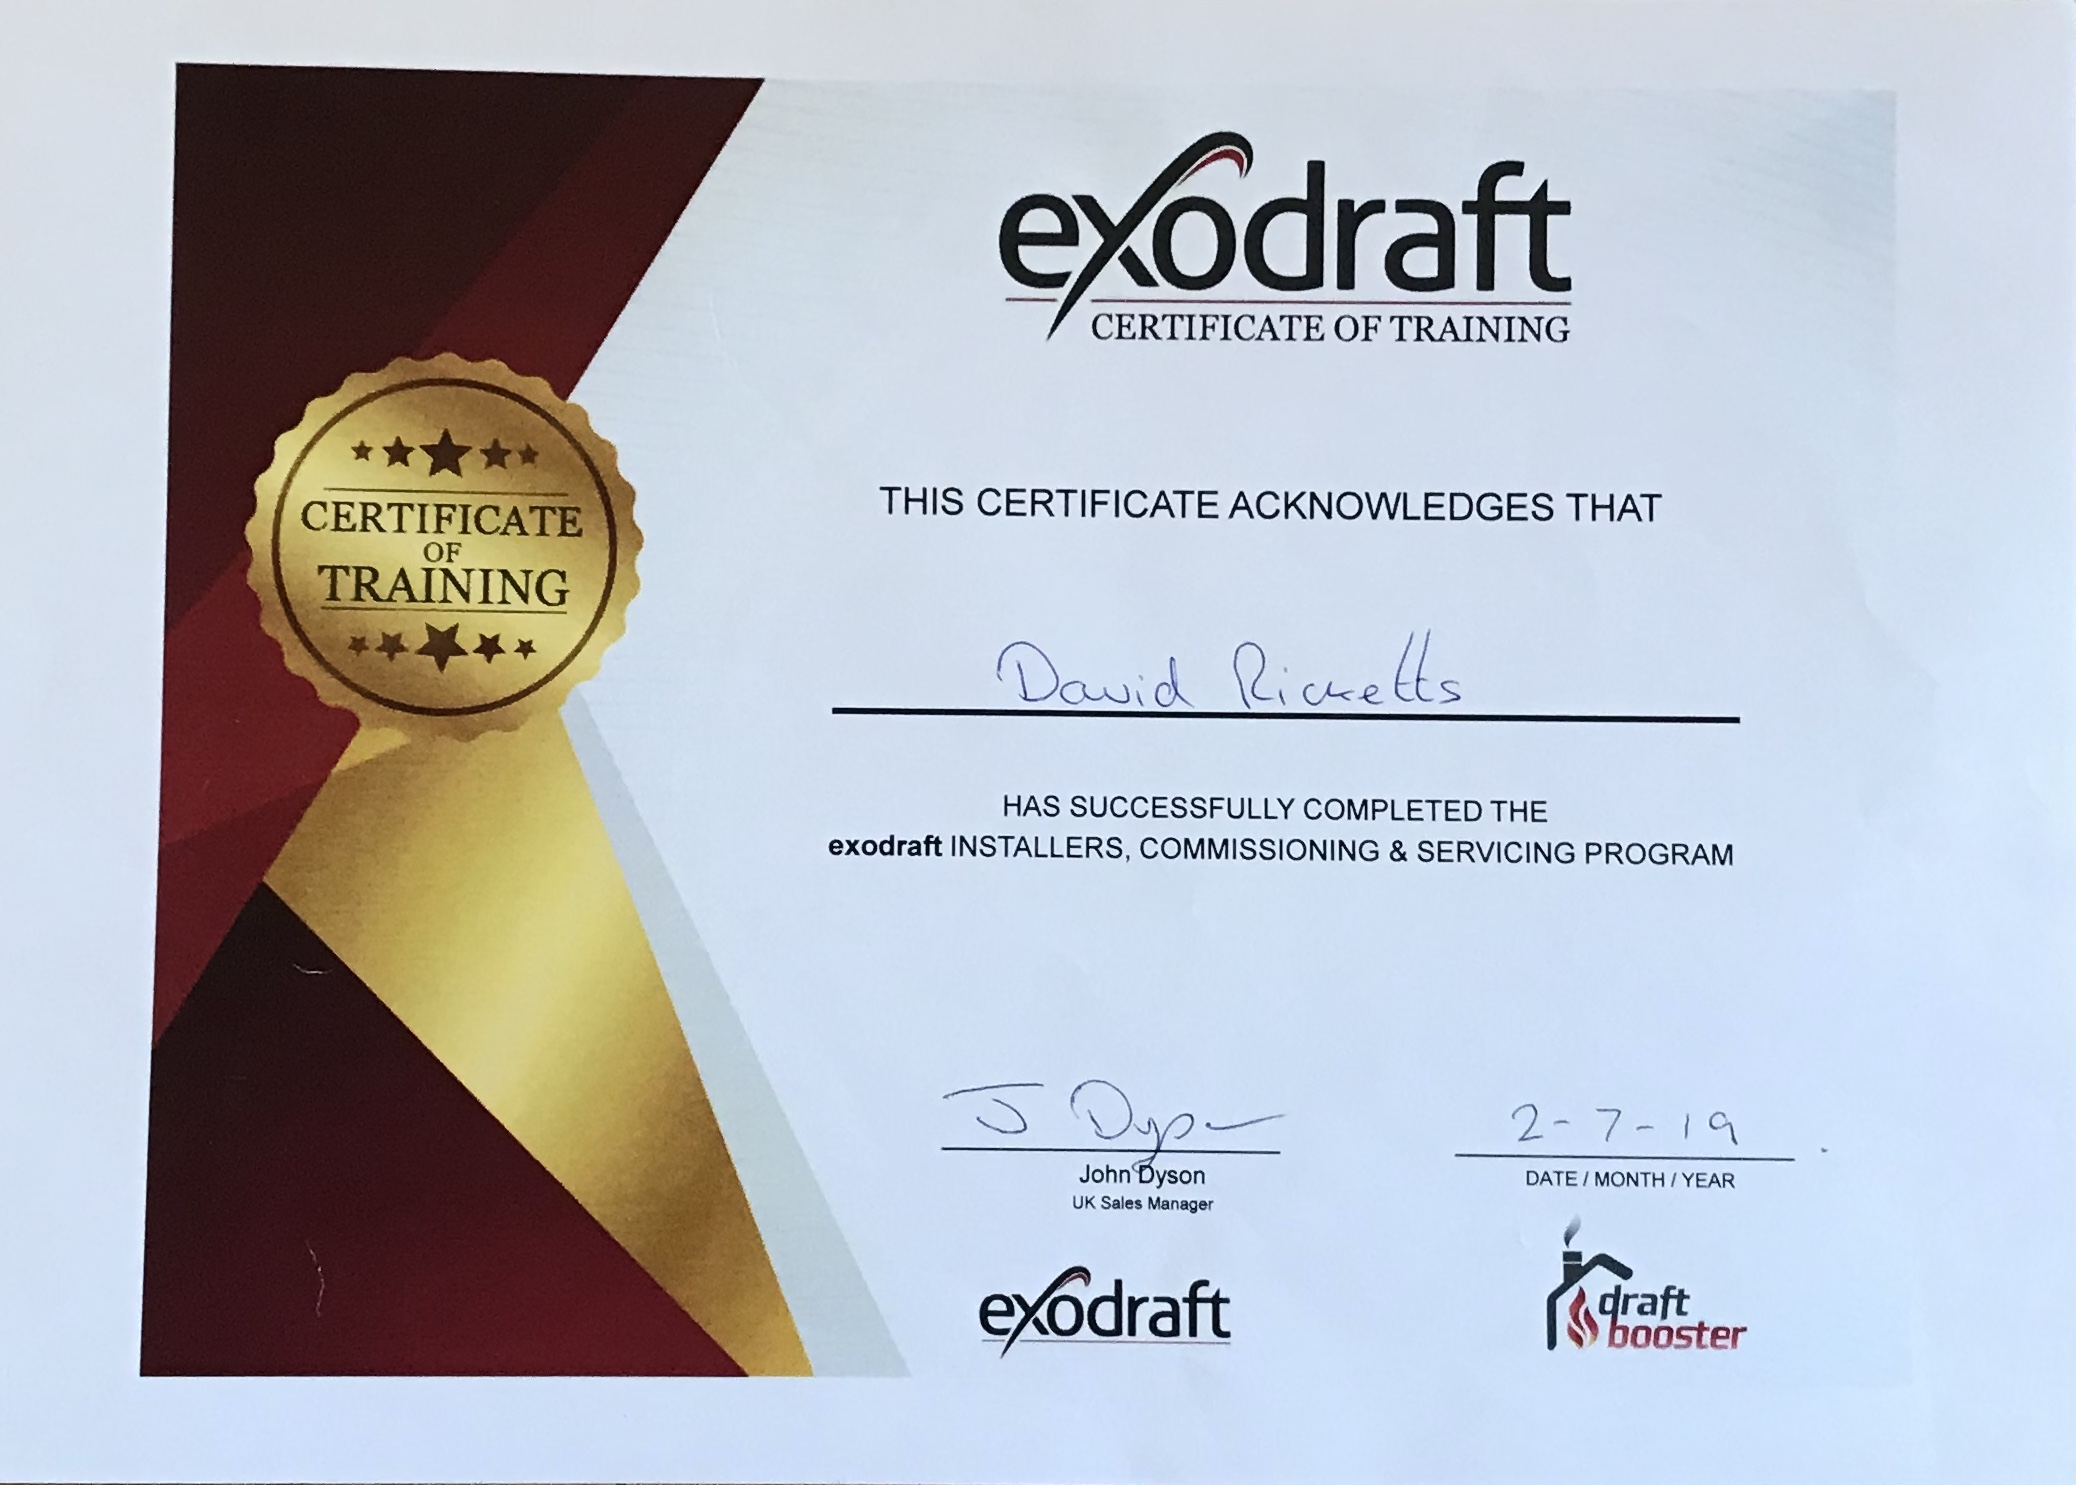 exodraft
CERTIFICATE OF TRAINING
CERTIFICATE
OF
TRAINING
THIS CERTIFICATE ACKNOWLEDGES THAT
David Ricketts
HAS SUCCESSFULLY COMPLETED THE
exodraft INSTALLERS, COMMISSIONING & SERVICING PROGRAM
J Dyson
John Dyson
UK Sales Manager
2-7-19
DATE / MONTH / YEAR
exodraft
draft
booster